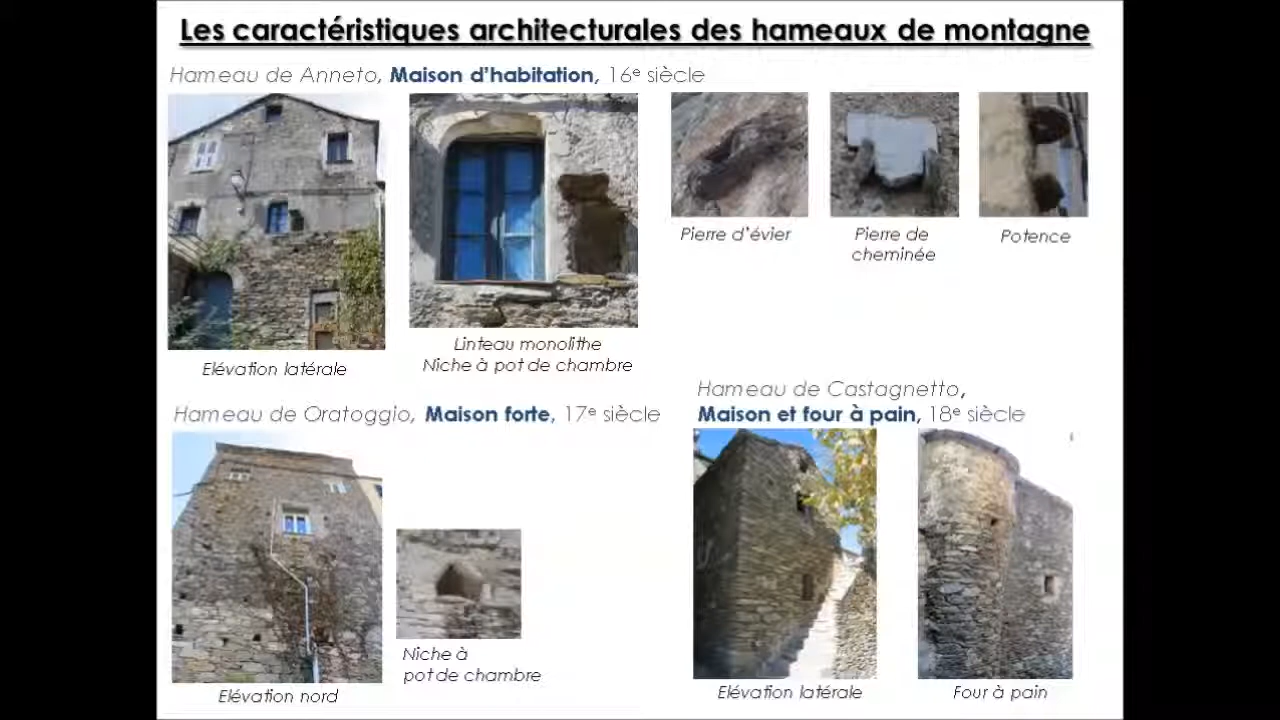 Les caractéristiques architecturales des hameaux de montagne
Hameau de Anneto, Maison d'habitation, 16e siècle
Elévation latérale
Linteau monolithe
Niche à pot de chambre
Pierre d'évier
Pierre de
cheminée
Potence
Hameau de Oratoggio, Maison forte, 17e siècle
Elévation nord
Niche à
pot de chambre
Hameau de Castagnetto,
Maison et four à pain, 18e siècle
Elévation latérale
Four à pain